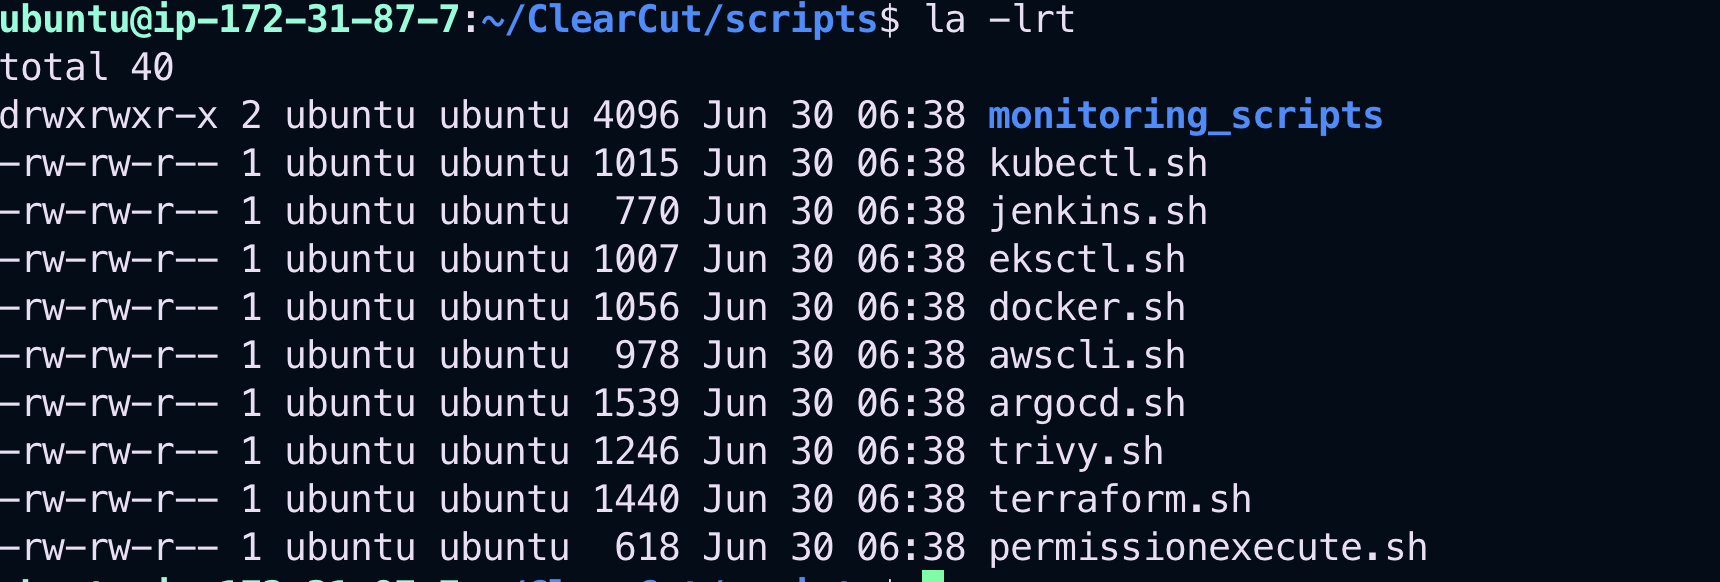 ubuntu@ip-172-31-87-7:~/ClearCut/scripts$ la -lrt
total 40
drwxrwxr-x 2 ubuntu ubuntu 4096 Jun 30 06:38 monitoring_scripts
-rw-rw-r-- 1 ubuntu ubuntu 1015 Jun 30 06:38 kubectl.sh
-rw-rw-r-- 1 ubuntu ubuntu  770 Jun 30 06:38 jenkins.sh
-rw-rw-r-- 1 ubuntu ubuntu 1007 Jun 30 06:38 eksctl.sh
-rw-rw-r-- 1 ubuntu ubuntu 1056 Jun 30 06:38 docker.sh
-rw-rw-r-- 1 ubuntu ubuntu  978 Jun 30 06:38 awscli.sh
-rw-rw-r-- 1 ubuntu ubuntu 1539 Jun 30 06:38 argocd.sh
-rw-rw-r-- 1 ubuntu ubuntu 1246 Jun 30 06:38 trivy.sh
-rw-rw-r-- 1 ubuntu ubuntu 1440 Jun 30 06:38 terraform.sh
-rw-rw-r-- 1 ubuntu ubuntu  618 Jun 30 06:38 permissionexecute.sh